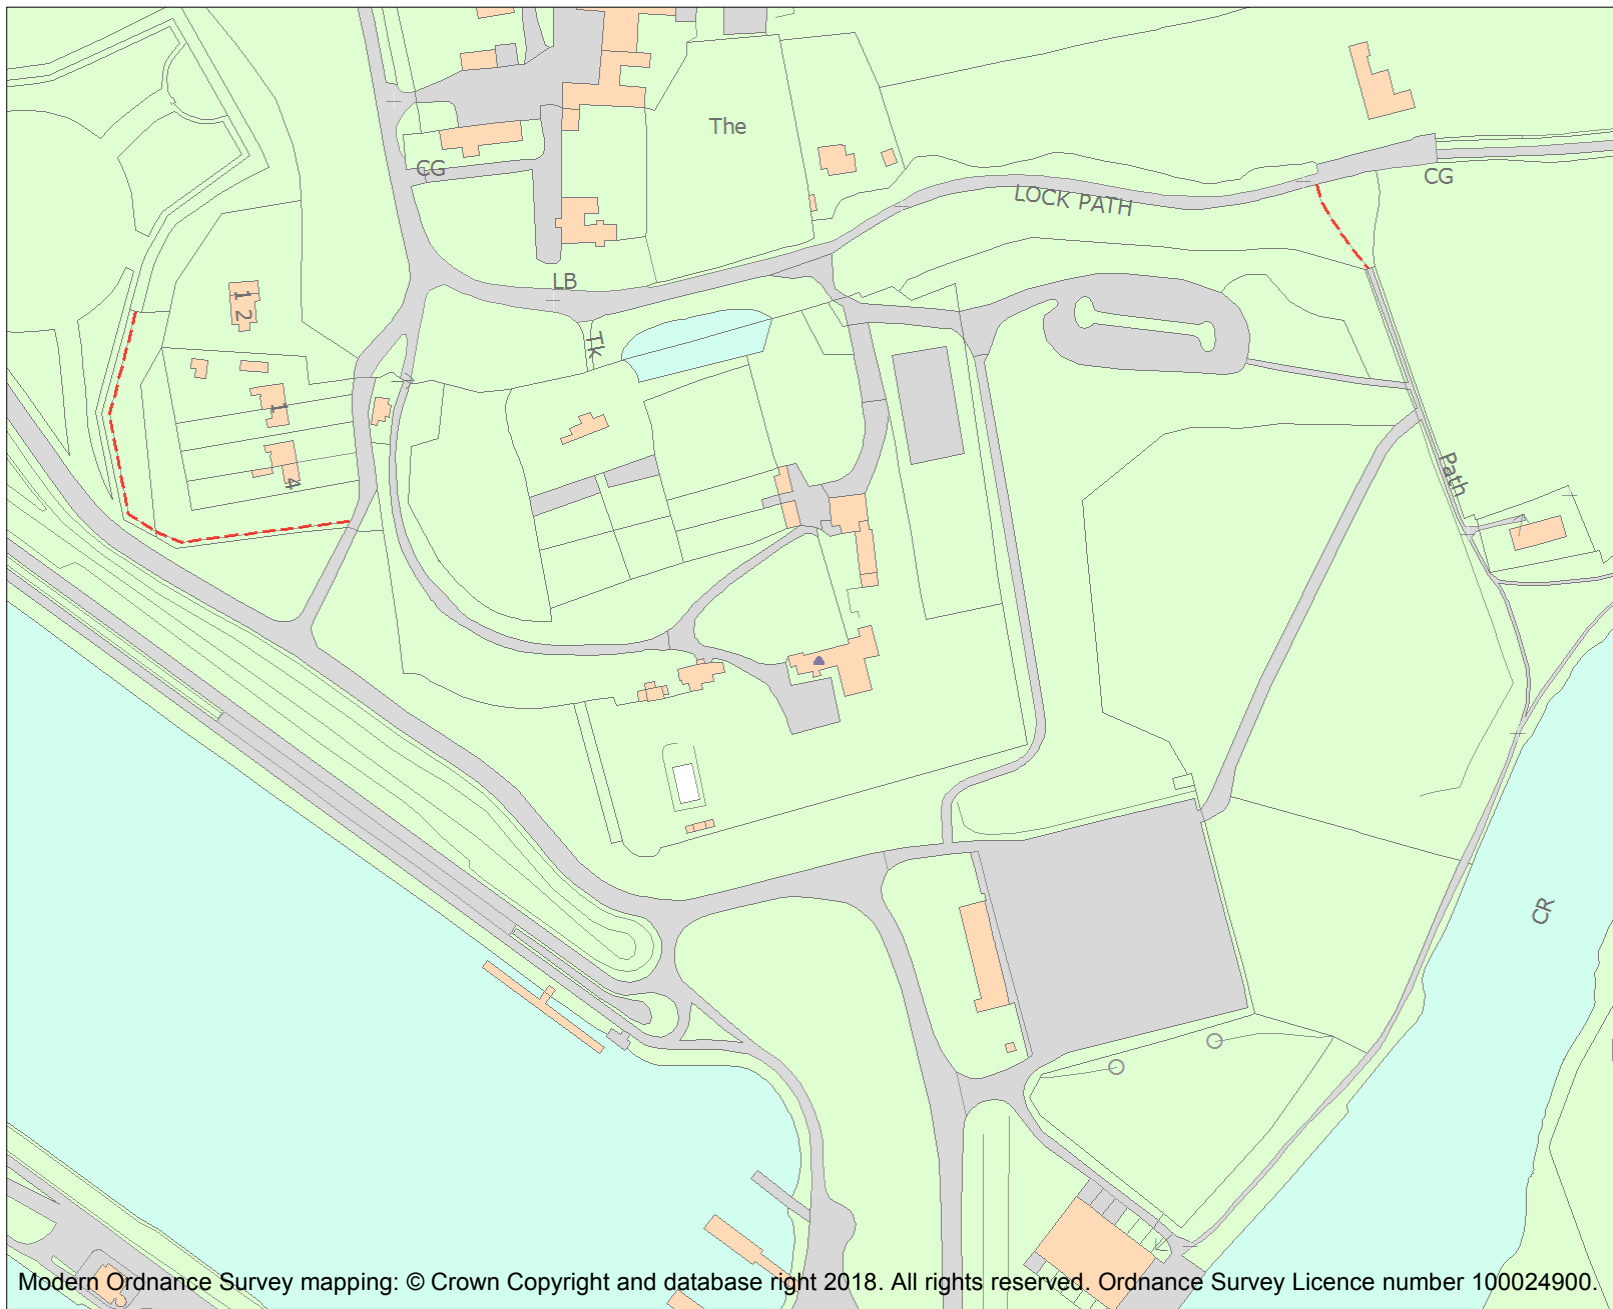 The
CG
LOCK PATH
CG
LB
1 2
Tk
1
4
Path
CR
Modern Ordnance Survey mapping: © Crown Copyright and database right 2018. All rights reserved. Ordnance Survey Licence number 100024900.